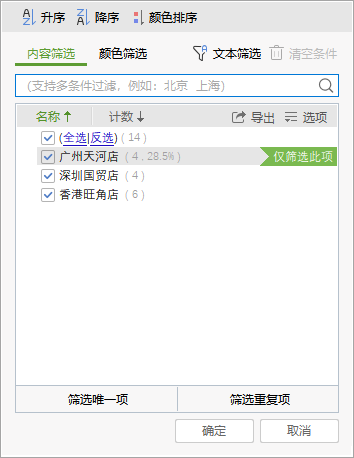 升序 降序 颜色排序
内容筛选 颜色筛选 文本筛选 清空条件
(支持多条件过滤，例如：北京 上海)
名称 计数 导出 选项
(全选|反选) ( 14 )
广州天河店 ( 4 , 28.5% ) 仅筛选此项
深圳国贸店 ( 4 )
香港旺角店 ( 6 )
筛选唯一项 筛选重复项
确定 取消